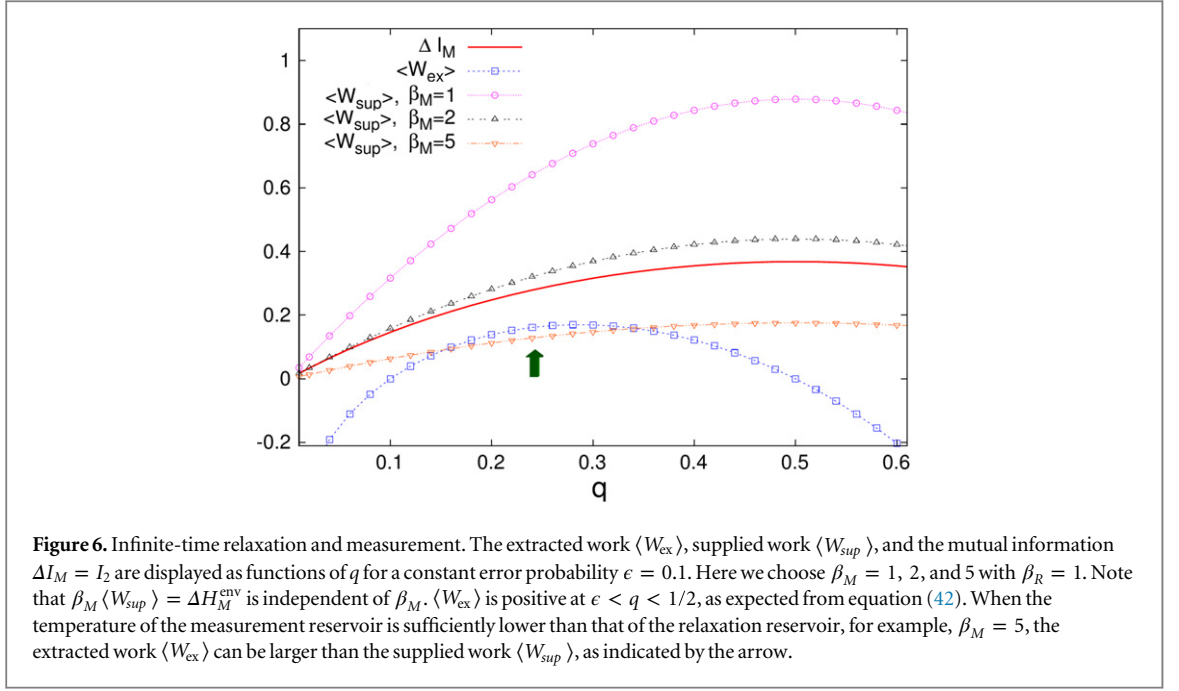 1
0.8
0.6
0.4
0.2
0
-0.2
Δ I_M
<W_ex>
<W_sup>, β_M=1
<W_sup>, β_M=2
<W_sup>, β_M=5
0.1 0.2 0.3 0.4 0.5 0.6
q
Figure 6. Infinite-time relaxation and measurement. The extracted work ⟨W_ex⟩, supplied work ⟨W_sup⟩, and the mutual information
ΔI_M = I_2 are displayed as functions of q for a constant error probability ϵ = 0.1. Here we choose β_M = 1, 2, and 5 with β_R = 1. Note
that β_M⟨W_sup⟩ = ΔH_M^env is independent of β_M. ⟨W_ex⟩ is positive at ϵ < q < 1/2, as expected from equation (42). When the
temperature of the measurement reservoir is sufficiently lower than that of the relaxation reservoir, for example, β_M = 5, the
extracted work ⟨W_ex⟩ can be larger than the supplied work ⟨W_sup⟩, as indicated by the arrow.